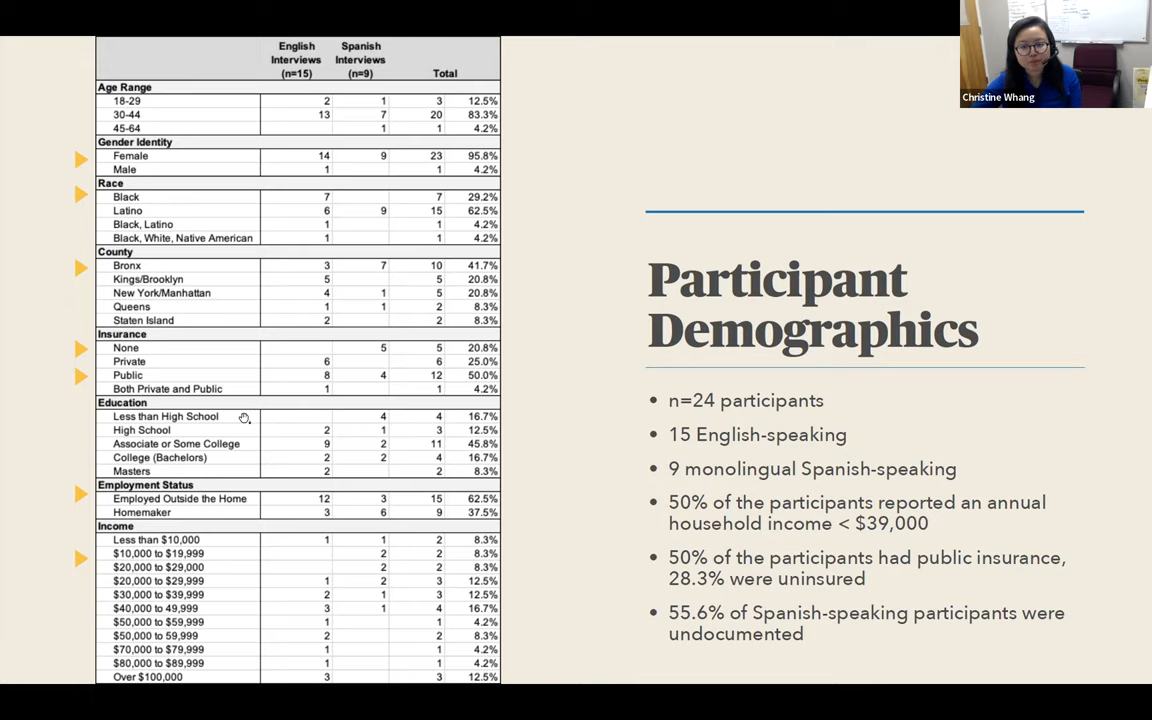 English Interviews (n=15) Spanish Interviews (n=9) Total
Age Range
18-29 2 1 3 12.5%
30-44 13 7 20 83.3%
45-64 1 1 4.2%
Gender Identity
Female 14 9 23 95.8%
Male 1 1 4.2%
Race
Black 7 7 29.2%
Latino 6 9 15 62.5%
Black, Latino 1 1 4.2%
Black, White, Native American 1 1 4.2%
County
Bronx 3 7 10 41.7%
Kings/Brooklyn 5 5 20.8%
New York/Manhattan 4 1 5 20.8%
Queens 1 1 2 8.3%
Staten Island 2 2 8.3%
Insurance
None 5 5 20.8%
Private 6 6 25.0%
Public 8 4 12 50.0%
Both Private and Public 1 1 4.2%
Education
Less than High School 4 4 16.7%
High School 2 1 3 12.5%
Associate or Some College 9 2 11 45.8%
College (Bachelors) 2 2 4 16.7%
Masters 2 2 8.3%
Employment Status
Employed Outside the Home 12 3 15 62.5%
Homemaker 3 6 9 37.5%
Income
Less than $10,000 1 1 2 8.3%
$10,000 to $19,999 2 2 8.3%
$20,000 to $29,000 2 2 8.3%
$20,000 to $29,999 1 2 3 12.5%
$30,000 to $39,999 2 1 3 12.5%
$40,000 to 49,999 3 1 4 16.7%
$50,000 to $59,999 1 1 4.2%
$50,000 to 59,999 2 2 8.3%
$70,000 to $79,999 1 1 4.2%
$80,000 to $89,999 1 1 4.2%
Over $100,000 3 3 12.5%
Christine Whang
Participant
Demographics
• n=24 participants
• 15 English-speaking
• 9 monolingual Spanish-speaking
• 50% of the participants reported an annual
household income < $39,000
• 50% of the participants had public insurance,
28.3% were uninsured
• 55.6% of Spanish-speaking participants were
undocumented